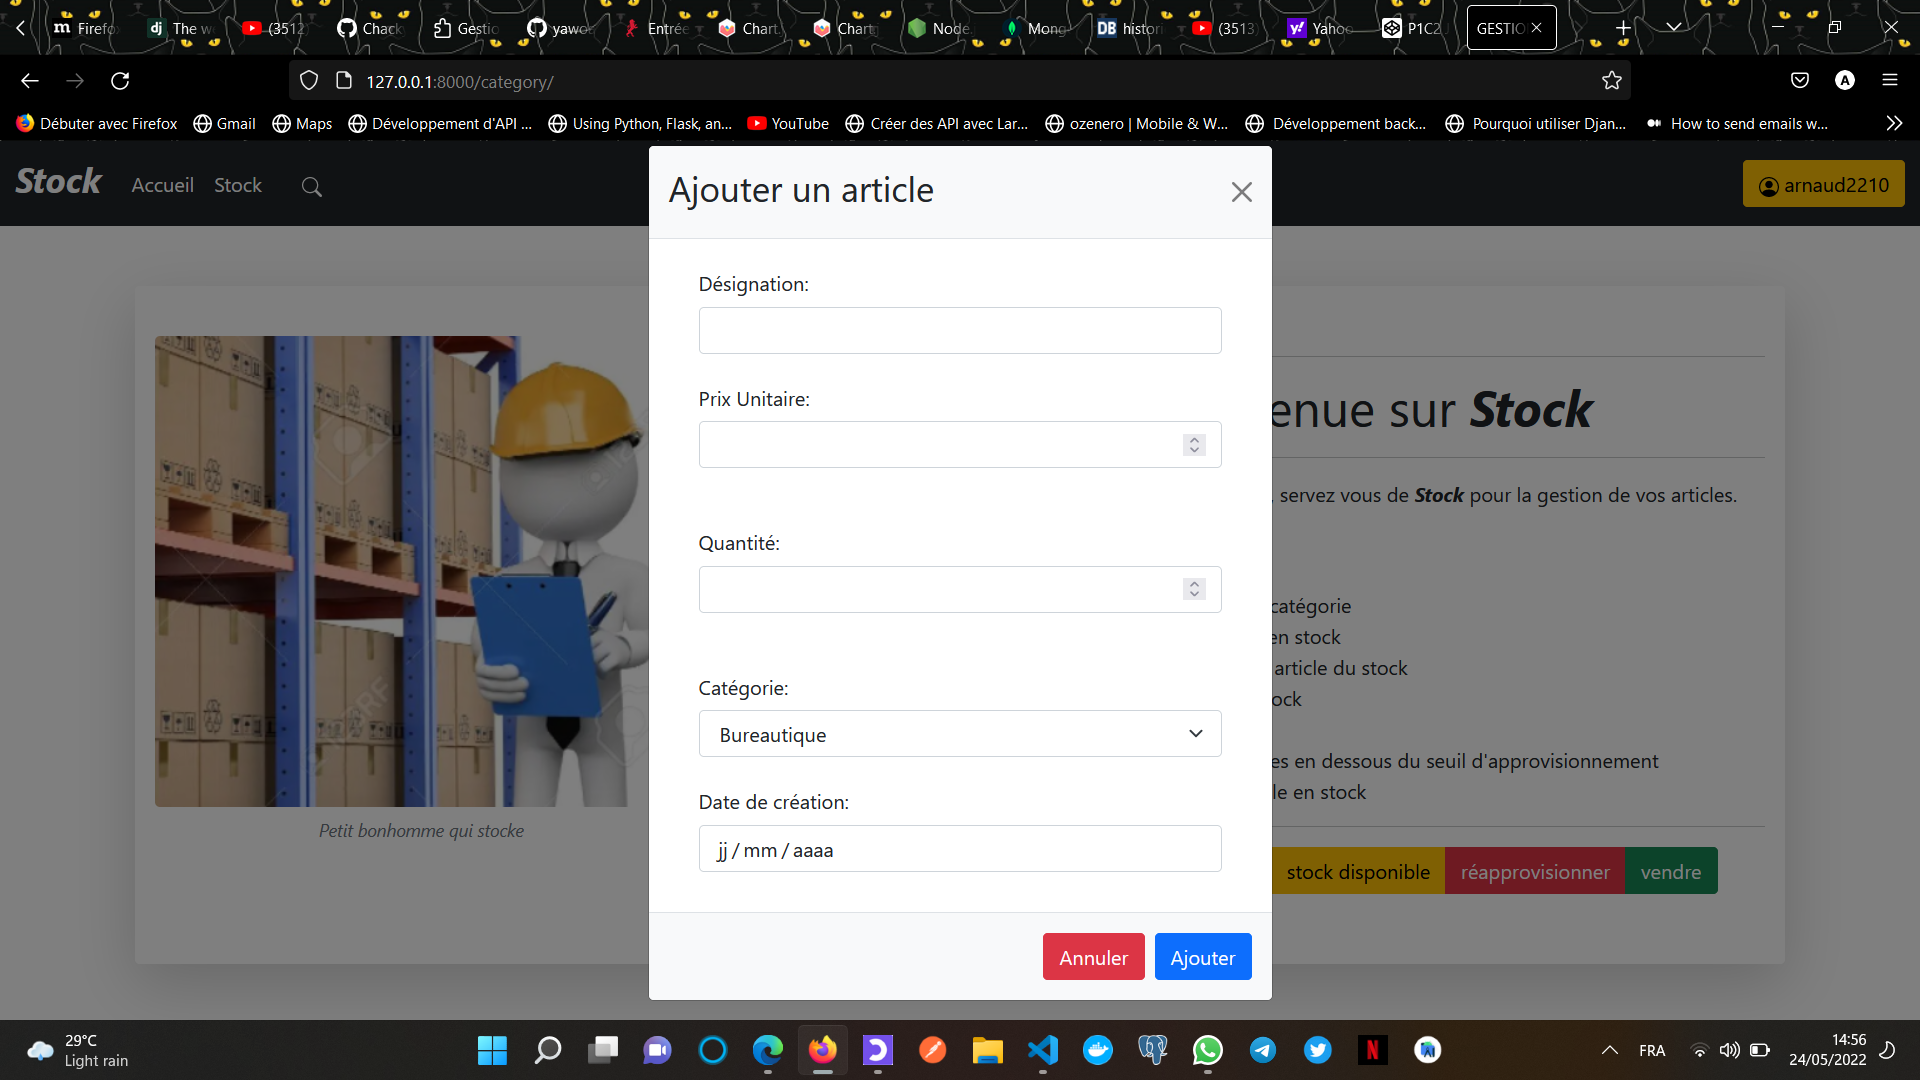 Firefo
The w
(3512
Chack
Gestio
yawo
Entrée
Chart.
Chart
Node.
Mong
DB histori
(3513)
Yahoo
P1C2
GESTIO
127.0.0.1:8000/category/
A
Débuter avec Firefox
Gmail
Maps
Développement d'API ...
Using Python, Flask, an...
YouTube
Créer des API avec Lar...
ozenero | Mobile & W...
Développement back...
Pourquoi utiliser Djan...
How to send emails w...
Stock
Accueil
Stock
arnaud2210
Ajouter un article
Désignation:
Prix Unitaire:
Quantité:
Catégorie:
Bureautique
Date de création:
jj / mm / aaaa
Annuler
Ajouter
Petit bonhomme qui stocke
enue sur Stock
servez vous de Stock pour la gestion de vos articles.
catégorie
en stock
article du stock
ock
es en dessous du seuil d'approvisionnement
le en stock
stock disponible
réapprovisionner
vendre
29°C
Light rain
FRA
14:56
24/05/2022